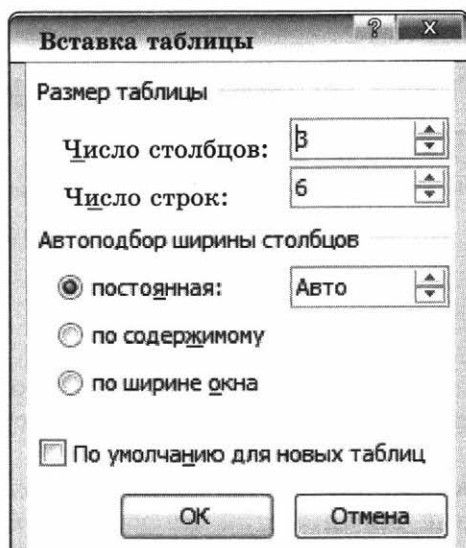 Вставка таблицы ? X
Размер таблицы
Число столбцов: 3
Число строк: 6
Автоподбор ширины столбцов
постоянная: Авто
по содержимому
по ширине окна
По умолчанию для новых таблиц
ОК Отмена